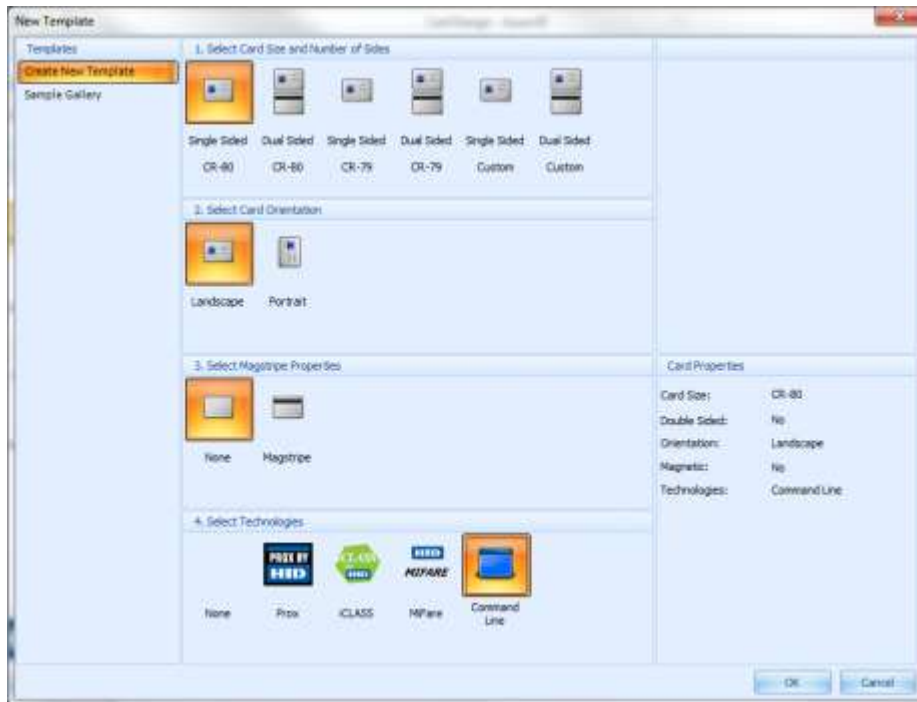 New Template
Templates
Create New Template
Sample Gallery
1. Select Card Size and Number of Sides
Single Sided CR-80
Dual Sided CR-80
Single Sided CR-79
Dual Sided CR-79
Single Sided Custom
Dual Sided Custom
2. Select Card Orientation
Landscape
Portrait
3. Select Magstripe Properties
None
Magstripe
4. Select Technologies
PROX BY
HID
iCLASS
HID
HID
MIFARE
None
Prox
iCLASS
MiFare
Command
Line
Card Properties
Card Size: CR-80
Double Sided: No
Orientation: Landscape
Magnetic: No
Technologies: Command Line
OK
Cancel